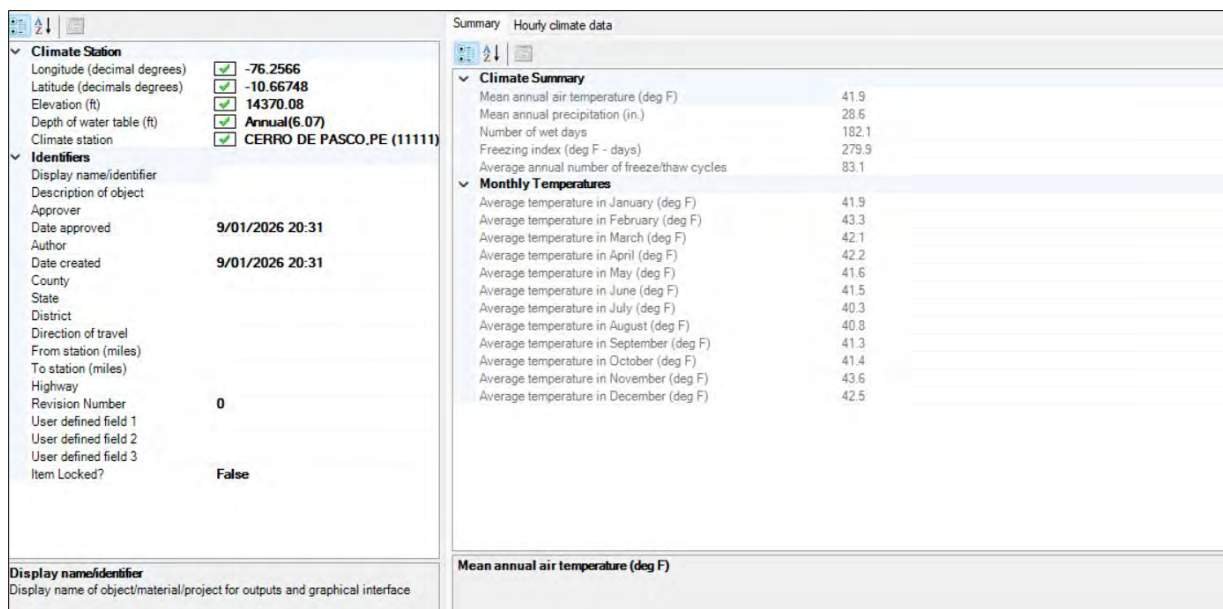 Climate Station
Longitude (decimal degrees) -76.2566
Latitude (decimals degrees) -10.66748
Elevation (ft) 14370.08
Depth of water table (ft) Annual(6.07)
Climate station CERRO DE PASCO,PE (11111)
Identifiers
Display name/identifier
Description of object
Approver
Date approved 9/01/2026 20:31
Author
Date created 9/01/2026 20:31
County
State
District
Direction of travel
From station (miles)
To station (miles)
Highway
Revision Number 0
User defined field 1
User defined field 2
User defined field 3
Item Locked? False
Display name/identifier
Display name of object/material/project for outputs and graphical interface
Summary Hourly climate data
Climate Summary
Mean annual air temperature (deg F) 41.9
Mean annual precipitation (in.) 28.6
Number of wet days 182.1
Freezing index (deg F - days) 279.9
Average annual number of freeze/thaw cycles 83.1
Monthly Temperatures
Average temperature in January (deg F) 41.9
Average temperature in February (deg F) 43.3
Average temperature in March (deg F) 42.1
Average temperature in April (deg F) 42.2
Average temperature in May (deg F) 41.6
Average temperature in June (deg F) 41.5
Average temperature in July (deg F) 40.3
Average temperature in August (deg F) 40.8
Average temperature in September (deg F) 41.3
Average temperature in October (deg F) 41.4
Average temperature in November (deg F) 43.6
Average temperature in December (deg F) 42.5
Mean annual air temperature (deg F)